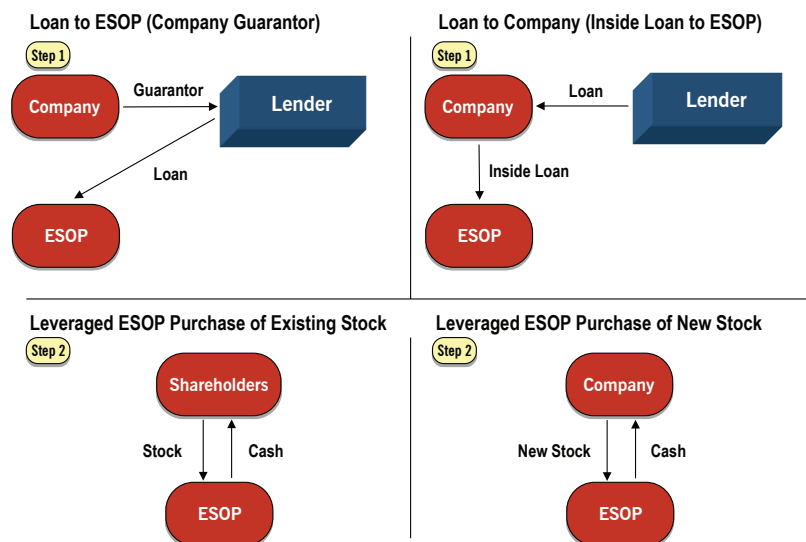 Loan to ESOP (Company Guarantor)
Step 1
Company
Guarantor
Lender
Loan
ESOP
Loan to Company (Inside Loan to ESOP)
Step 1
Company
Loan
Lender
Inside Loan
ESOP
Leveraged ESOP Purchase of Existing Stock
Step 2
Shareholders
Stock
Cash
ESOP
Leveraged ESOP Purchase of New Stock
Step 2
Company
New Stock
Cash
ESOP